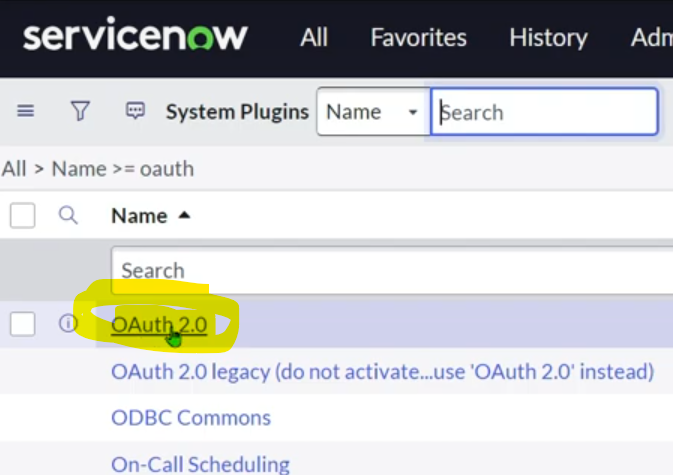 servicenow All Favorites History Adm
System Plugins Name Search
All > Name >= oauth
Name
Search
OAuth 2.0
OAuth 2.0 legacy (do not activate...use 'OAuth 2.0' instead)
ODBC Commons
On-Call Scheduling